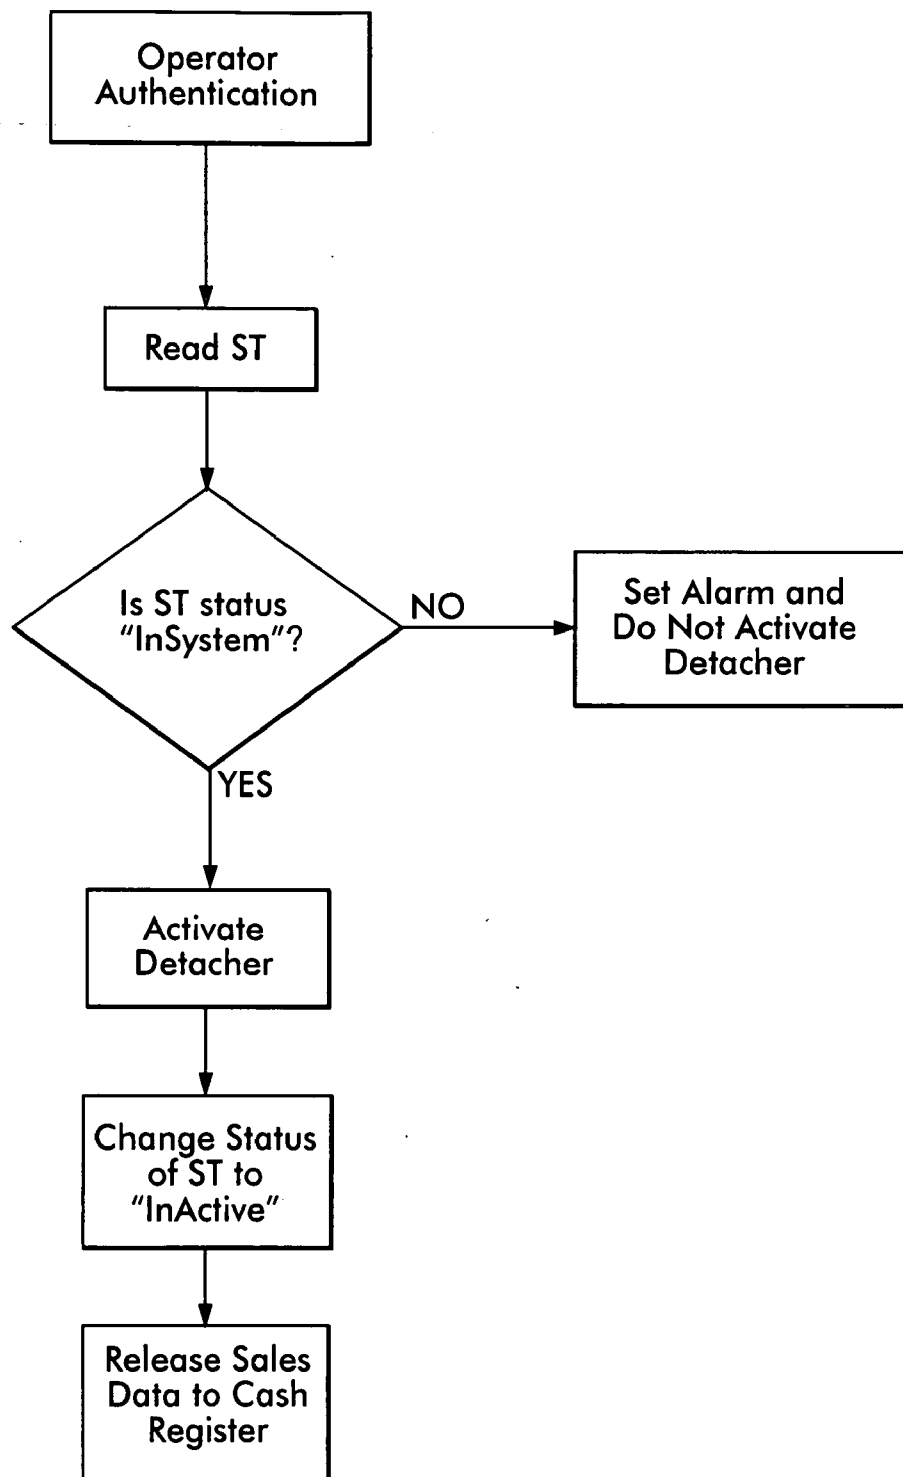 Operator
Authentication
Read ST
Is ST status
“InSystem”?
NO
Set Alarm and
Do Not Activate
Detacher
YES
Activate
Detacher
Change Status
of ST to
“InActive”
Release Sales
Data to Cash
Register